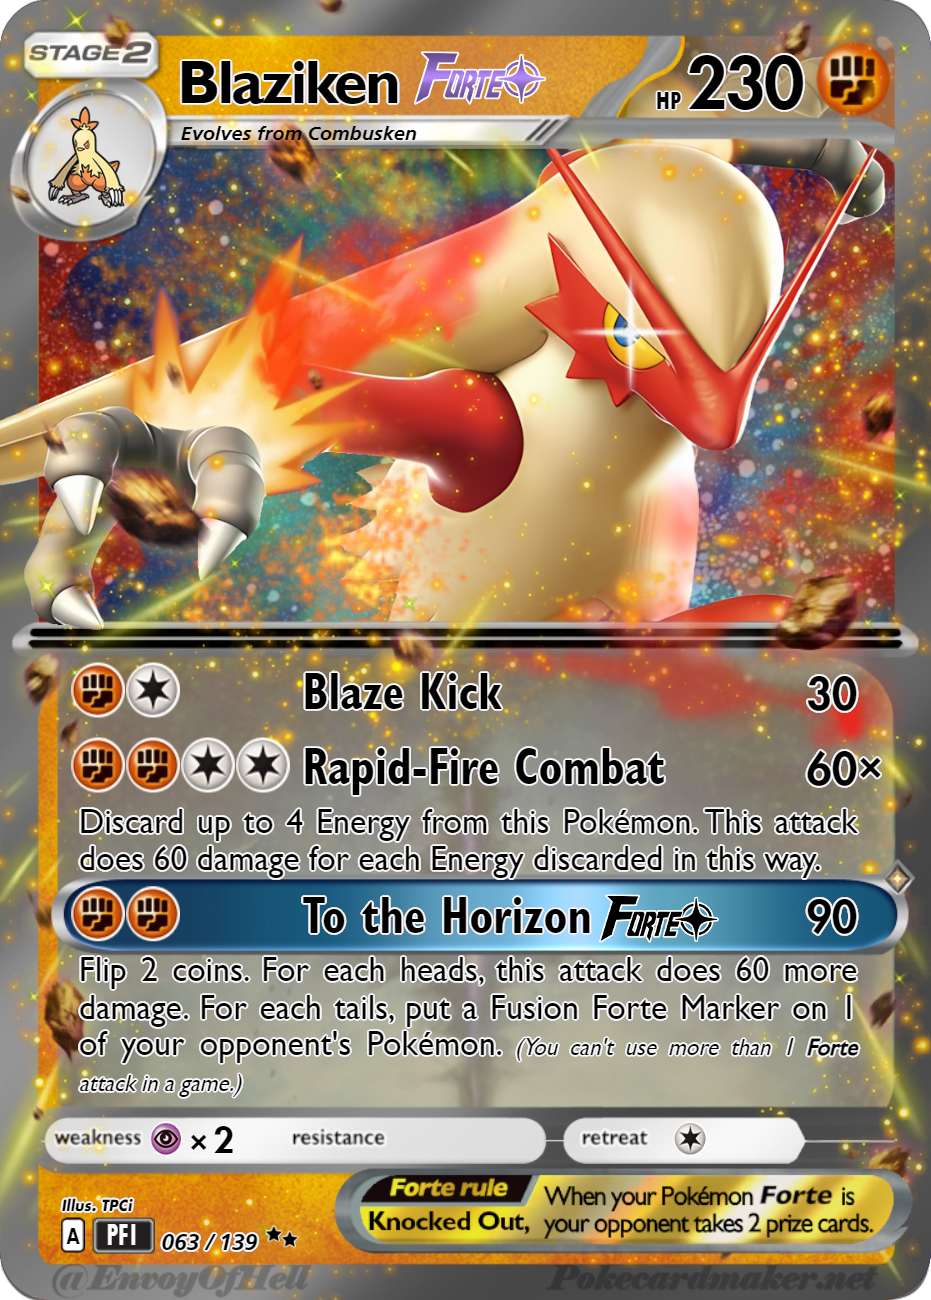 STAGE 2
Blaziken FORTE
HP 230
Evolves from Combusken
Blaze Kick 30
Rapid-Fire Combat 60×
Discard up to 4 Energy from this Pokémon. This attack
does 60 damage for each Energy discarded in this way.
To the Horizon FORTE 90
Flip 2 coins. For each heads, this attack does 60 more
damage. For each tails, put a Fusion Forte Marker on 1
of your opponent's Pokémon. (You can't use more than 1 Forte
attack in a game.)
weakness × 2 resistance retreat
Illus. TPCi
A PFI 063 / 139
Forte rule When your Pokémon Forte is
Knocked Out, your opponent takes 2 prize cards.
@EnvoyOfHell Pokecardmaker.net